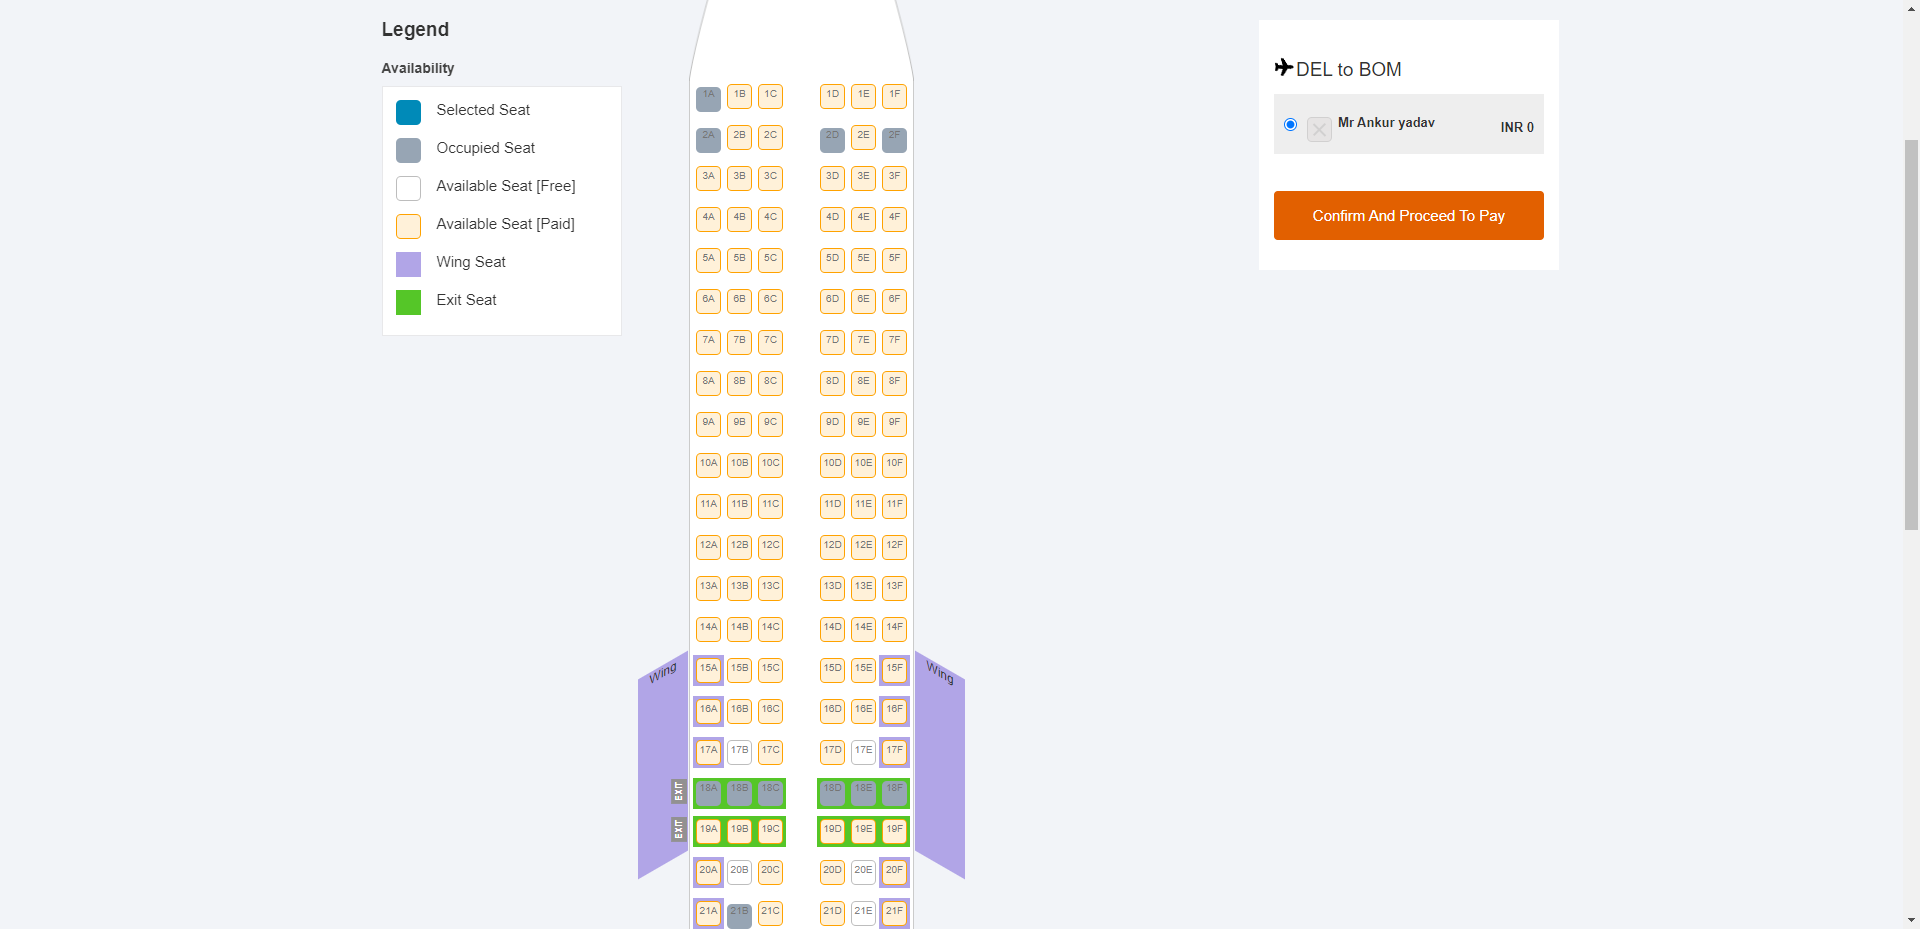 Legend
Availability
Selected Seat
Occupied Seat
Available Seat [Free]
Available Seat [Paid]
Wing Seat
Exit Seat
1A 1B 1C 1D 1E 1F
2A 2B 2C 2D 2E 2F
3A 3B 3C 3D 3E 3F
4A 4B 4C 4D 4E 4F
5A 5B 5C 5D 5E 5F
6A 6B 6C 6D 6E 6F
7A 7B 7C 7D 7E 7F
8A 8B 8C 8D 8E 8F
9A 9B 9C 9D 9E 9F
10A 10B 10C 10D 10E 10F
11A 11B 11C 11D 11E 11F
12A 12B 12C 12D 12E 12F
13A 13B 13C 13D 13E 13F
14A 14B 14C 14D 14E 14F
Wing 15A 15B 15C 15D 15E 15F Wing
16A 16B 16C 16D 16E 16F
17A 17B 17C 17D 17E 17F
EXIT 18A 18B 18C 18D 18E 18F
EXIT 19A 19B 19C 19D 19E 19F
20A 20B 20C 20D 20E 20F
21A 21B 21C 21D 21E 21F
DEL to BOM
Mr Ankur yadav INR 0
Confirm And Proceed To Pay